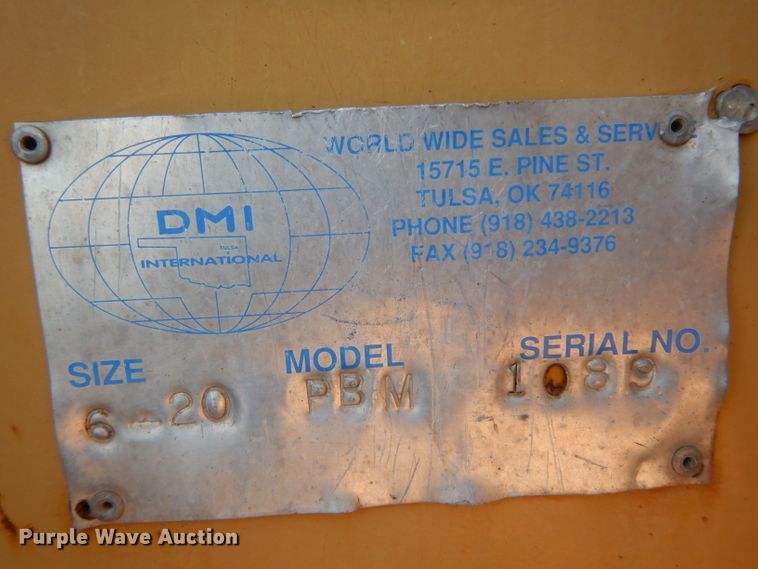 WORLD WIDE SALES & SERVICE
15715 E. PINE ST.
TULSA, OK 74116
PHONE (918) 438-2213
FAX (918) 234-9376
DMI
TULSA
INTERNATIONAL
SIZE MODEL SERIAL NO.
6-20 PBM 1089
Purple Wave Auction